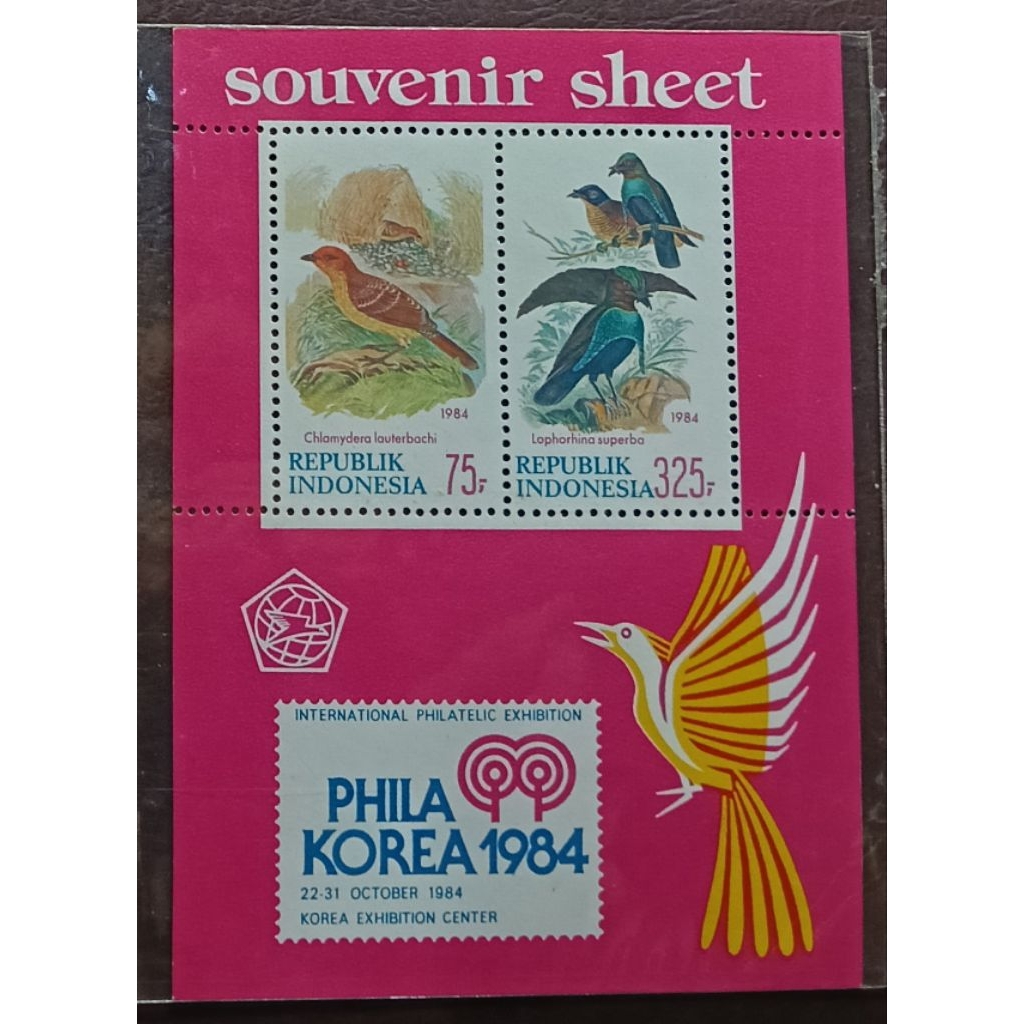 souvenir sheet
1984
Chlamydera lauterbachi
REPUBLIK
INDONESIA 75,-
1984
Lophorhina superba
REPUBLIK
INDONESIA 325,-
INTERNATIONAL PHILATELIC EXHIBITION
PHILA
KOREA 1984
22-31 OCTOBER 1984
KOREA EXHIBITION CENTER